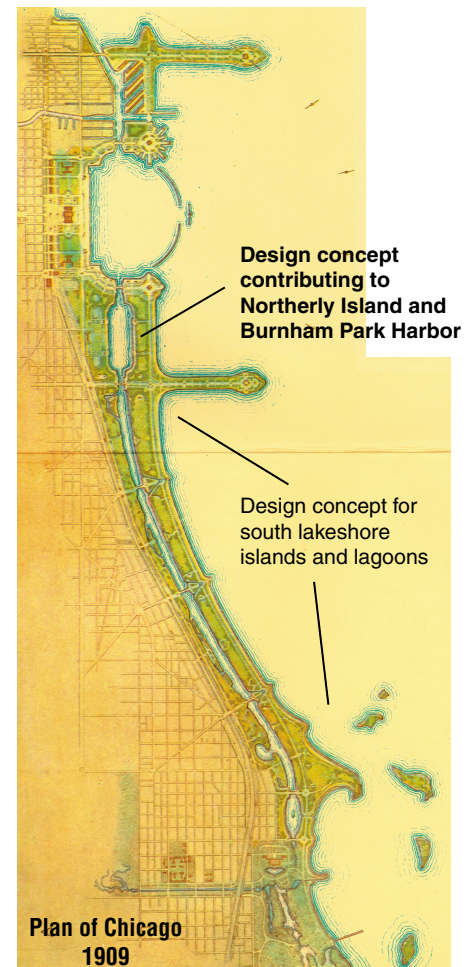 Design concept
contributing to
Northerly Island and
Burnham Park Harbor
Design concept for
south lakeshore
islands and lagoons
Plan of Chicago
1909